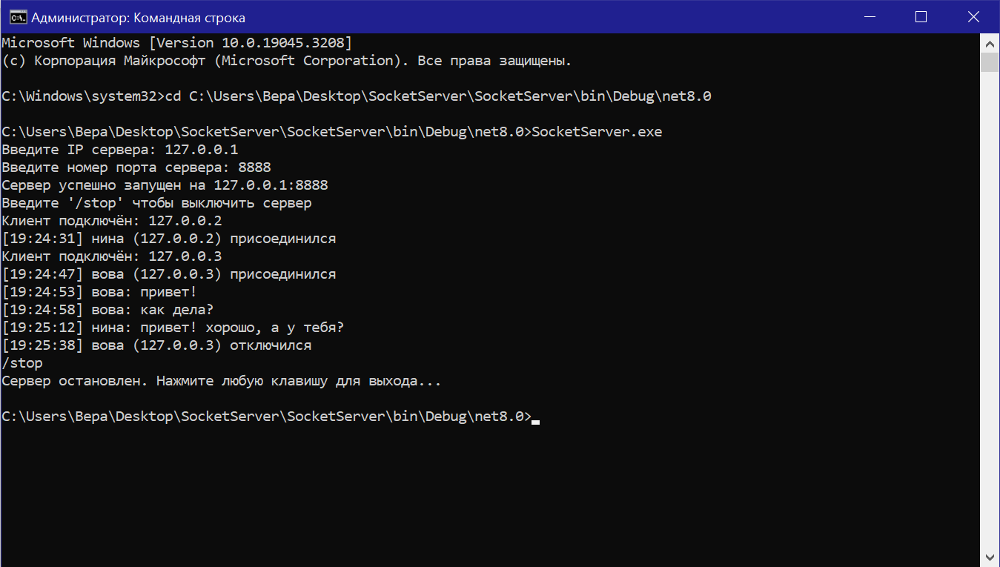 Администратор: Командная строка
Microsoft Windows [Version 10.0.19045.3208]
(c) Корпорация Майкрософт (Microsoft Corporation). Все права защищены.
C:\Windows\system32>cd C:\Users\Вера\Desktop\SocketServer\SocketServer\bin\Debug\net8.0
C:\Users\Вера\Desktop\SocketServer\SocketServer\bin\Debug\net8.0>SocketServer.exe
Введите IP сервера: 127.0.0.1
Введите номер порта сервера: 8888
Сервер успешно запущен на 127.0.0.1:8888
Введите '/stop' чтобы выключить сервер
Клиент подключён: 127.0.0.2
[19:24:31] нина (127.0.0.2) присоединился
Клиент подключён: 127.0.0.3
[19:24:47] вова (127.0.0.3) присоединился
[19:24:53] вова: привет!
[19:24:58] вова: как дела?
[19:25:12] нина: привет! хорошо, а у тебя?
[19:25:38] вова (127.0.0.3) отключился
/stop
Сервер остановлен. Нажмите любую клавишу для выхода...
C:\Users\Вера\Desktop\SocketServer\SocketServer\bin\Debug\net8.0>